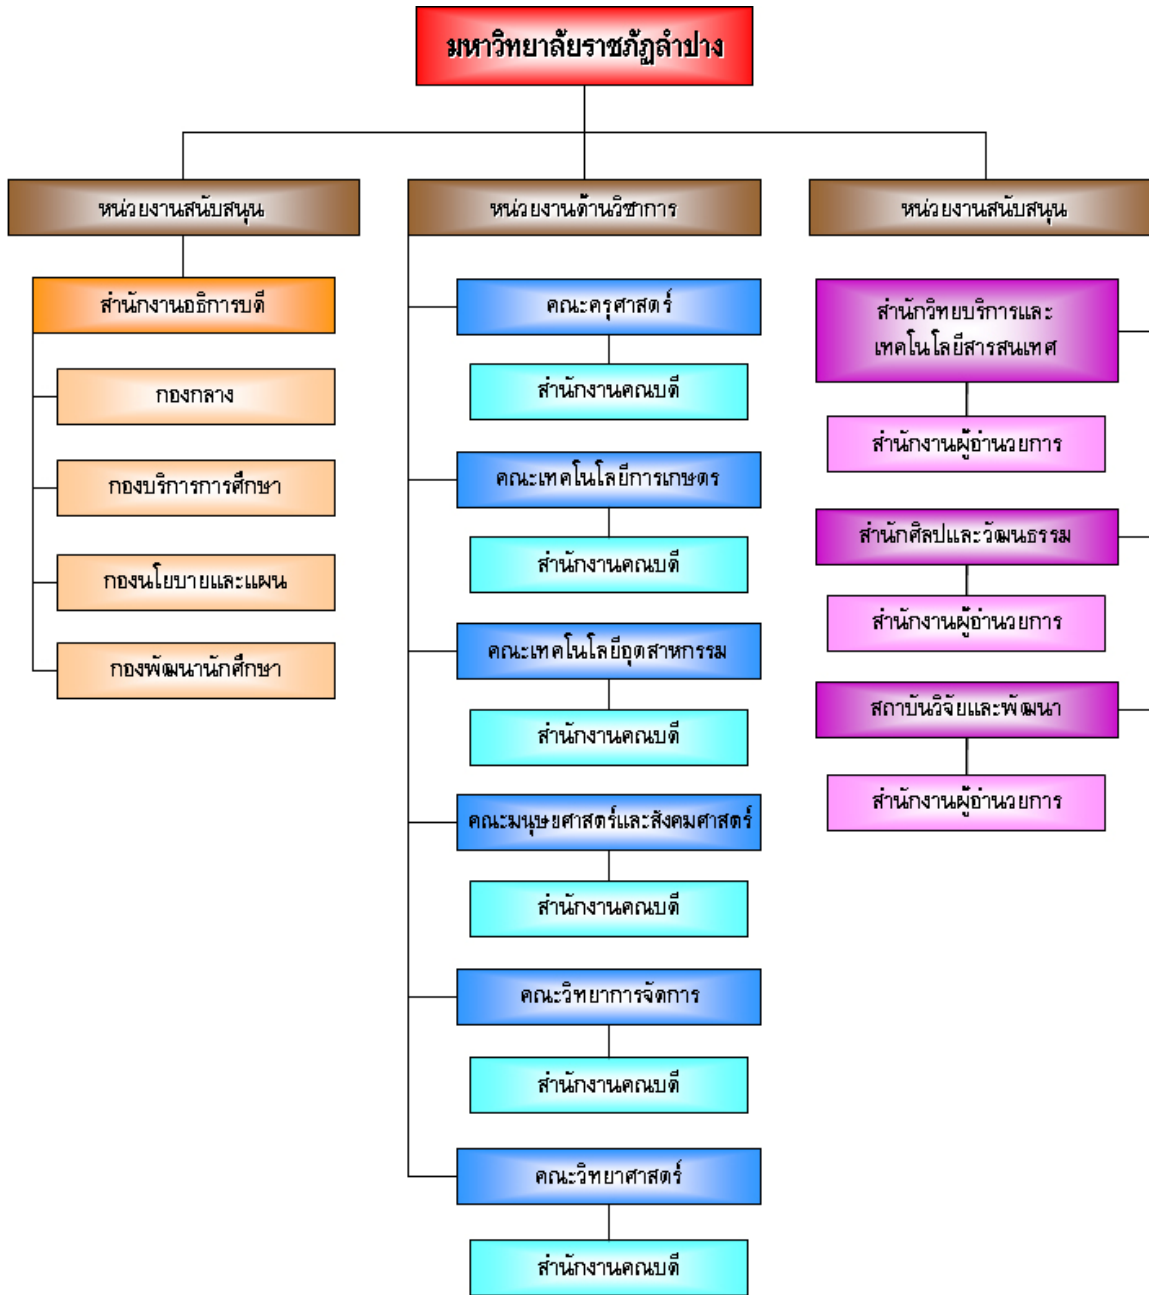 มหาวิทยาลัยราชภัฏลำปาง
หน่วยงานสนับสนุน
สำนักงานอธิการบดี
กองกลาง
กองบริการการศึกษา
กองนโยบายและแผน
กองพัฒนานักศึกษา
หน่วยงานด้านวิชาการ
คณะครุศาสตร์
สำนักงานคณบดี
คณะเทคโนโลยีการเกษตร
สำนักงานคณบดี
คณะเทคโนโลยีอุตสาหกรรม
สำนักงานคณบดี
คณะมนุษยศาสตร์และสังคมศาสตร์
สำนักงานคณบดี
คณะวิทยาการจัดการ
สำนักงานคณบดี
คณะวิทยาศาสตร์
สำนักงานคณบดี
หน่วยงานสนับสนุน
สำนักวิทยบริการและ
เทคโนโลยีสารสนเทศ
สำนักงานผู้อำนวยการ
สำนักศิลปและวัฒนธรรม
สำนักงานผู้อำนวยการ
สถาบันวิจัยและพัฒนา
สำนักงานผู้อำนวยการ